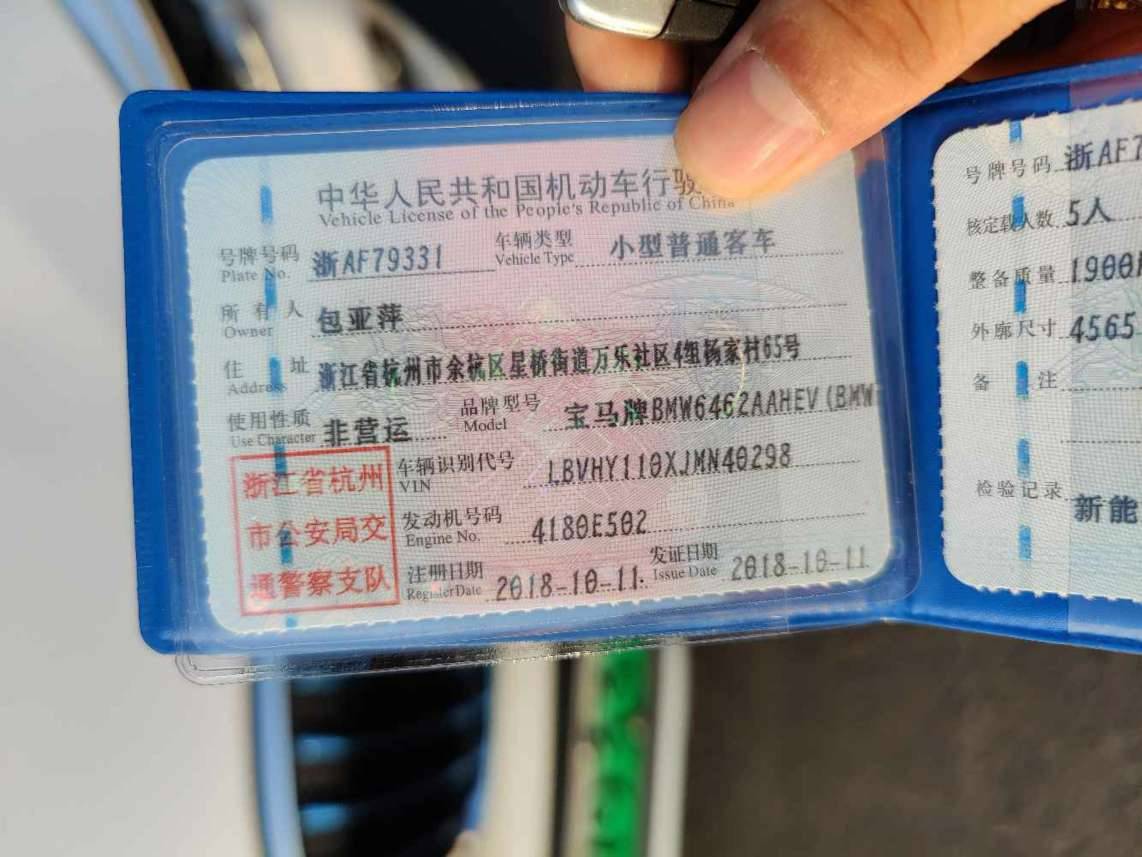 中华人民共和国机动车行驶
Vehicle License of the People's Republic of China
号牌号码 浙AF79331 车辆类型 小型普通客车
Plate No. Vehicle Type
所有人 包亚萍
Owner
住址 浙江省杭州市余杭区星桥街道万乐社区4组杨家村65号
Address
使用性质 非营运 品牌型号 宝马牌BMW6462AAHEV(BMW
Use Character Model
车辆识别代号 LBVHY110XJMN40298
VIN
发动机号码 4180E502
Engine No.
注册日期 2018-10-11 发证日期 2018-10-11
Register Date Issue Date
浙江省杭州
市公安局交
通警察支队
号牌号码 浙AF7
核定载人数 5人
整备质量 1900
外廓尺寸 4565
备注
检验记录 新能